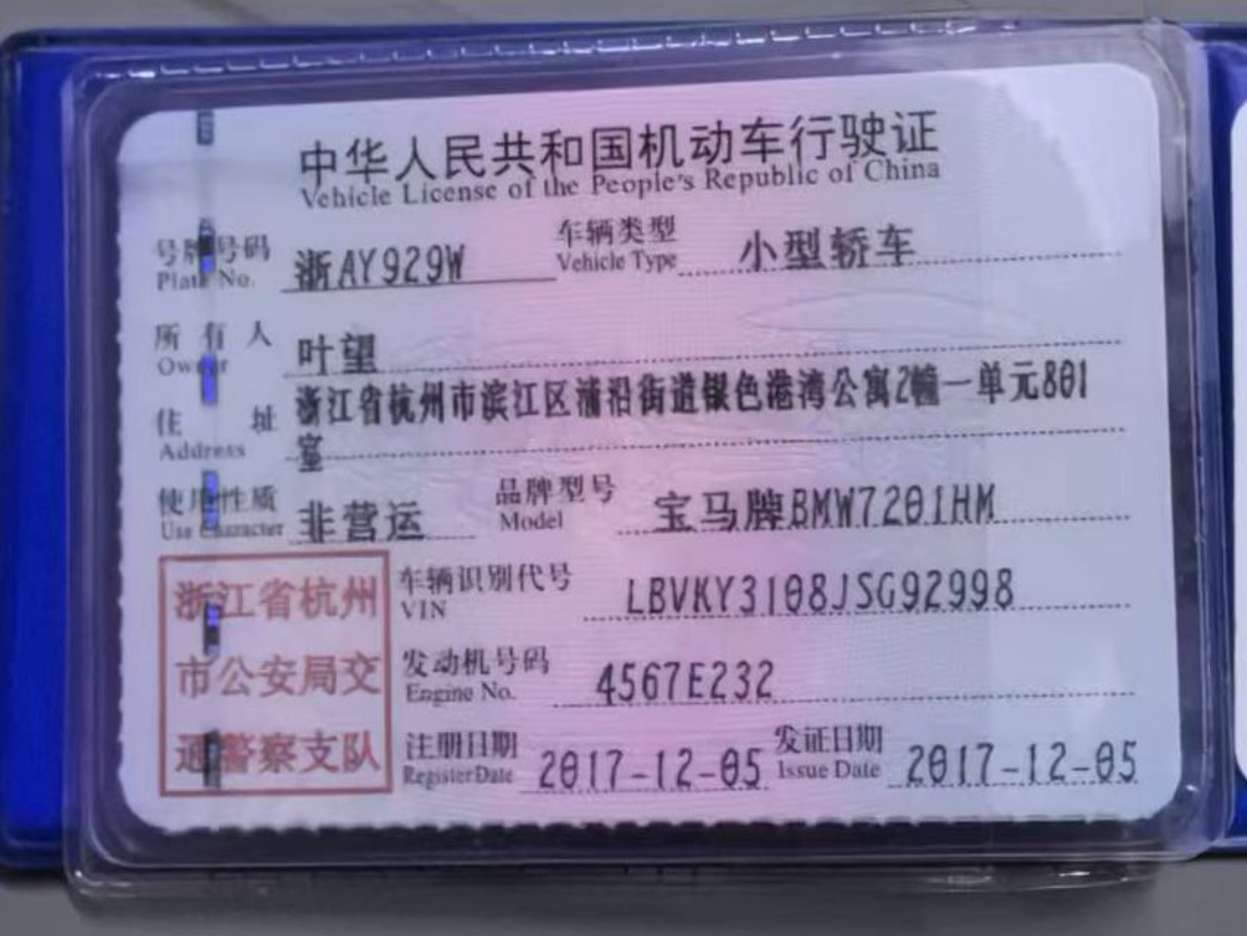 中华人民共和国机动车行驶证
Vehicle License of the People's Republic of China
号牌号码 浙AY929W 车辆类型 小型轿车
Plate No. Vehicle Type
所有人 叶望
Owner
浙江省杭州市滨江区浦沿街道银色港湾公寓2幢一单元801
住址
Address 室
使用性质 非营运 品牌型号 宝马牌BMW7201HM
Use Character Model
浙江省杭州 车辆识别代号 LBVKY3108JSG92998
VIN
市公安局交 发动机号码 4567E232
Engine No.
通警察支队 注册日期 2017-12-05 发证日期 2017-12-05
Register Date Issue Date